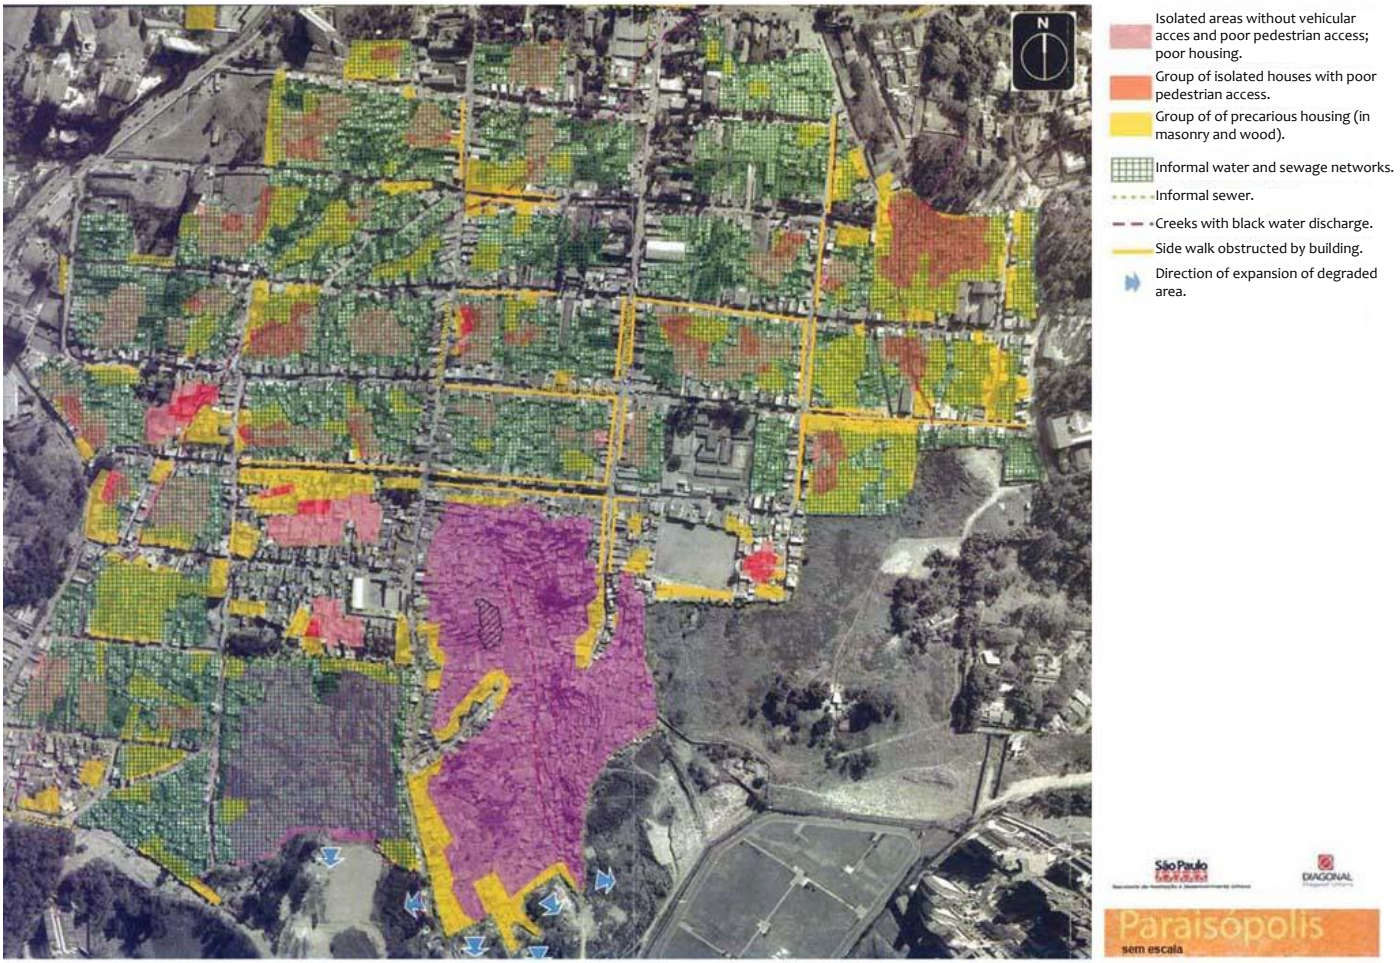 N
Isolated areas without vehicular
acces and poor pedestrian access;
poor housing.
Group of isolated houses with poor
pedestrian access.
Group of of precarious housing (in
masonry and wood).
Informal water and sewage networks.
Informal sewer.
Creeks with black water discharge.
Side walk obstructed by building.
Direction of expansion of degraded
area.
São Paulo
DIAGONAL
Diagonal Urbana
Paraisópolis
sem escala